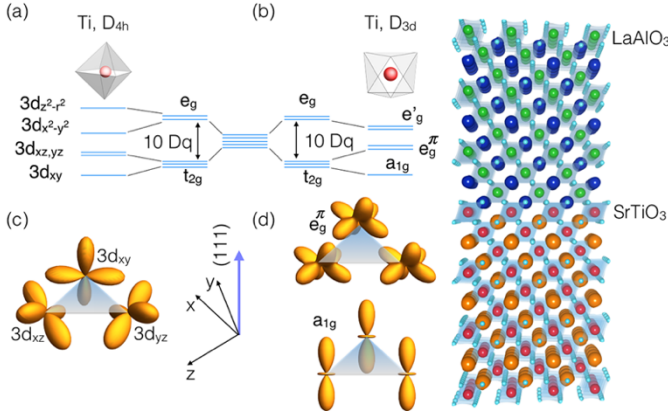 (a)
Ti, D4h
3dz2-r2
3dx2-y2
3dxz,yz
3dxy
eg
10 Dq
t2g
(b)
Ti, D3d
eg
10 Dq
t2g
e'g
egπ
a1g
(c)
3dxy
3dxz
3dyz
(111)
y
x
z
(d)
egπ
a1g
LaAlO3
SrTiO3